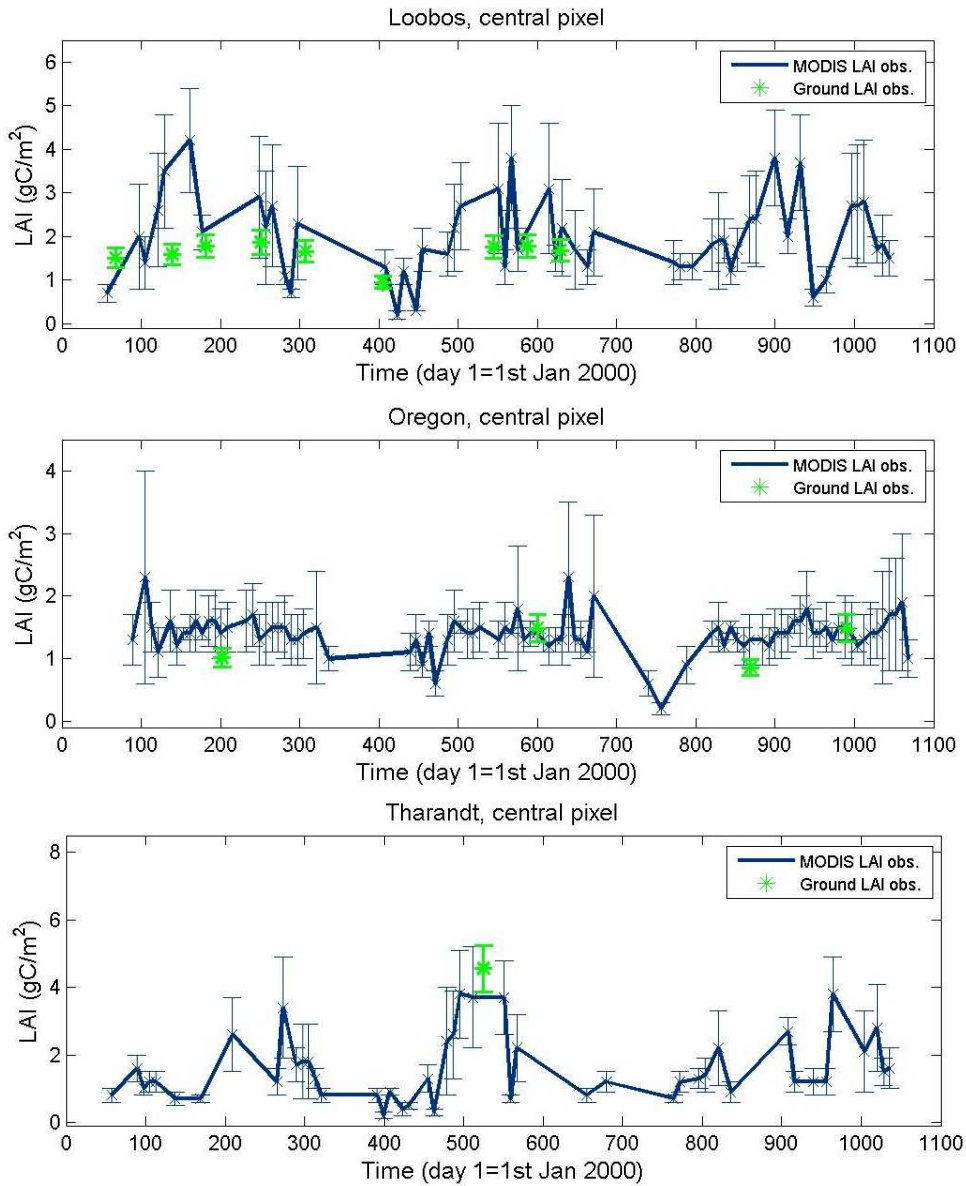 Loobos, central pixel
6
5
4
3
2
1
0
LAI (gC/m²)
MODIS LAI obs.
Ground LAI obs.
0 100 200 300 400 500 600 700 800 900 1000 1100
Time (day 1=1st Jan 2000)
Oregon, central pixel
4
3
2
1
0
LAI (gC/m²)
MODIS LAI obs.
Ground LAI obs.
0 100 200 300 400 500 600 700 800 900 1000 1100
Time (day 1=1st Jan 2000)
Tharandt, central pixel
8
6
4
2
0
LAI (gC/m²)
MODIS LAI obs.
Ground LAI obs.
0 100 200 300 400 500 600 700 800 900 1000 1100
Time (day 1=1st Jan 2000)